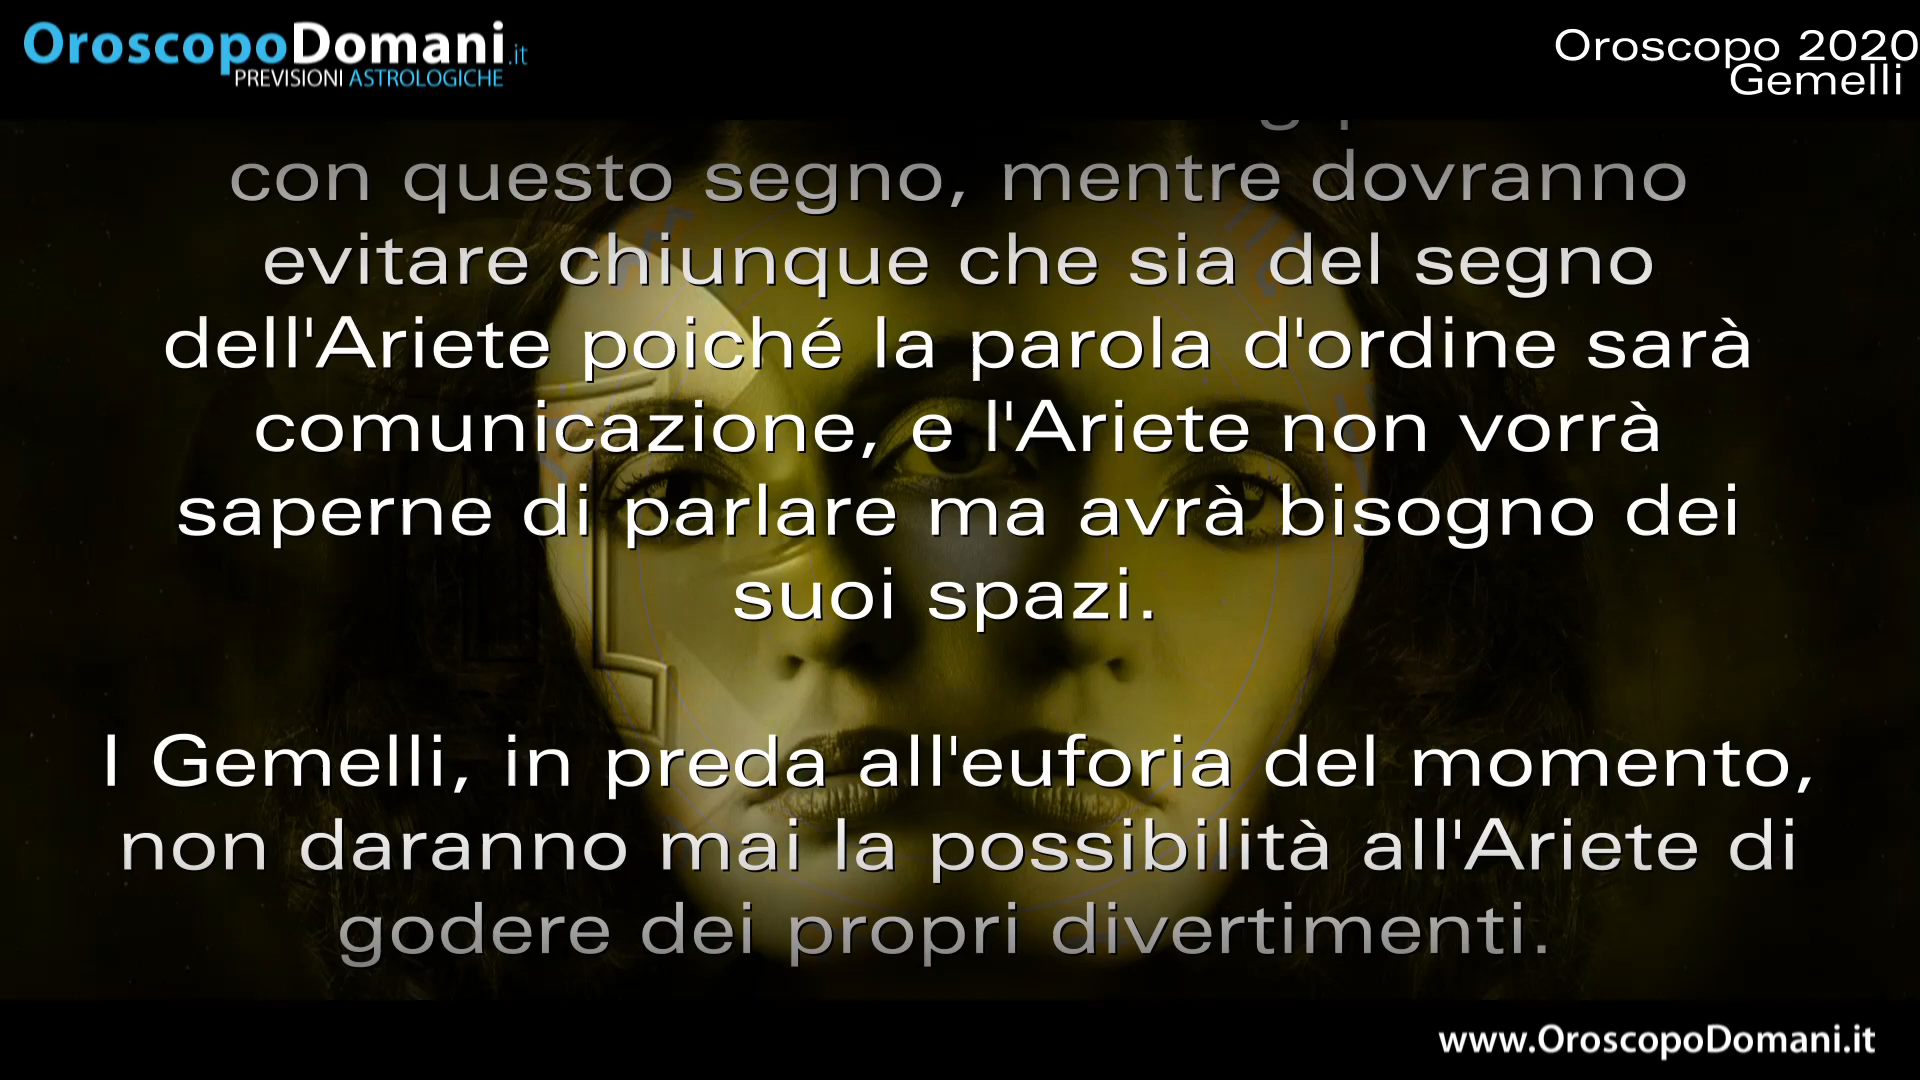 OroscopoDomani.it
PREVISIONI ASTROLOGICHE
Oroscopo 2020
Gemelli
con questo segno, mentre dovranno
evitare chiunque che sia del segno
dell'Ariete poiché la parola d'ordine sarà
comunicazione, e l'Ariete non vorrà
saperne di parlare ma avrà bisogno dei
suoi spazi.
I Gemelli, in preda all'euforia del momento,
non daranno mai la possibilità all'Ariete di
godere dei propri divertimenti.
www.OroscopoDomani.it